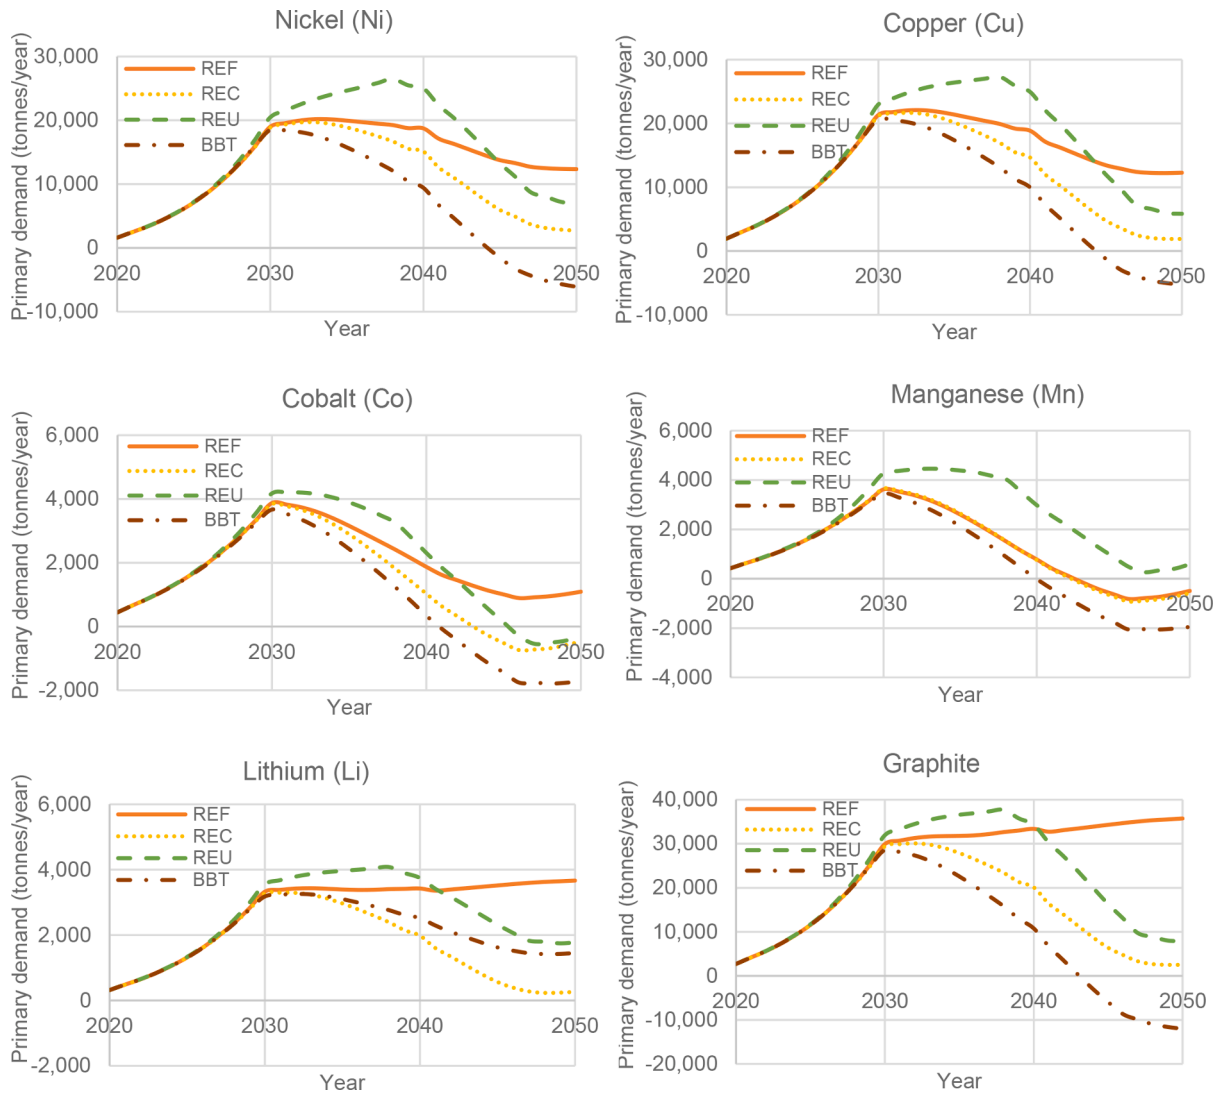 Nickel (Ni)
Primary demand (tonnes/year)
30,000
20,000
10,000
0
-10,000
REF
REC
REU
BBT
2020
2030
2040
2050
Year
Copper (Cu)
Primary demand (tonnes/year)
30,000
20,000
10,000
0
-10,000
REF
REC
REU
BBT
2020
2030
2040
2050
Year
Cobalt (Co)
Primary demand (tonnes/year)
6,000
4,000
2,000
0
-2,000
REF
REC
REU
BBT
2020
2030
2040
2050
Year
Manganese (Mn)
Primary demand (tonnes/year)
6,000
4,000
2,000
0
-2,000
-4,000
REF
REC
REU
BBT
2020
2030
2040
2050
Year
Lithium (Li)
Primary demand (tonnes/year)
6,000
4,000
2,000
0
-2,000
REF
REC
REU
BBT
2020
2030
2040
2050
Year
Graphite
Primary demand (tonnes/year)
40,000
30,000
20,000
10,000
0
-10,000
-20,000
REF
REC
REU
BBT
2020
2030
2040
2050
Year